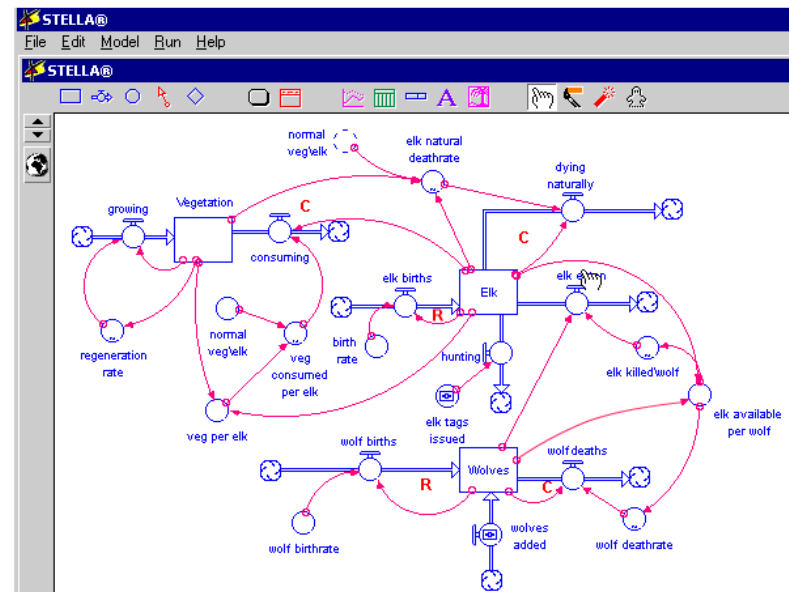 STELLA®
File Edit Model Run Help
STELLA®
A
normal
veg\elk
elk natural
deathrate
dying
naturally
growing
Vegetation
C
consuming
C
elk births
Elk
R
birth
rate
normal
veg\elk
veg
consumed
per elk
regeneration
rate
hunting
elk killed\wolf
elk tags
issued
elk available
per wolf
veg per elk
wolf births
Wolves
wolf deaths
R
C
wolf birthrate
wolves
added
wolf deathrate